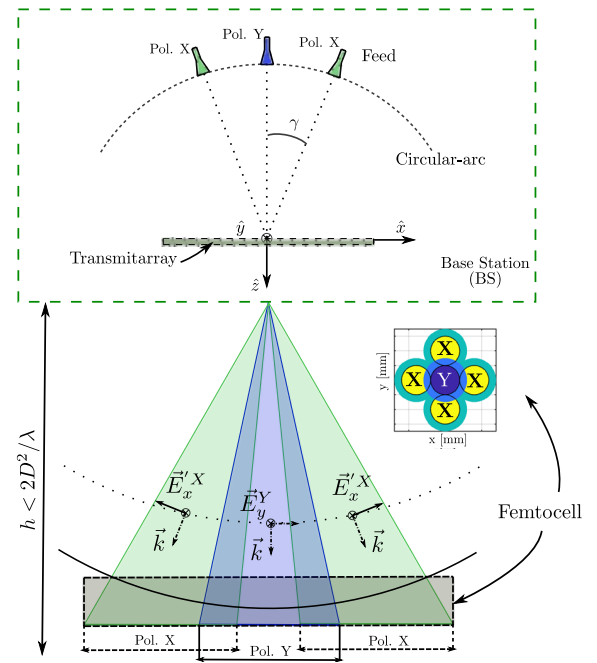 Pol. X
Pol. Y
Pol. X
Feed
γ
Circular-arc
ŷ
x̂
Transmitarray
ẑ
Base Station
(BS)
h < 2D²/λ
y [mm]
X
X
Y
X
X
x [mm]
E⃗′ₓˣ
E⃗ᵧʸ
E⃗′ₓˣ
k⃗
k⃗
k⃗
Femtocell
Pol. X
Pol. Y
Pol. X